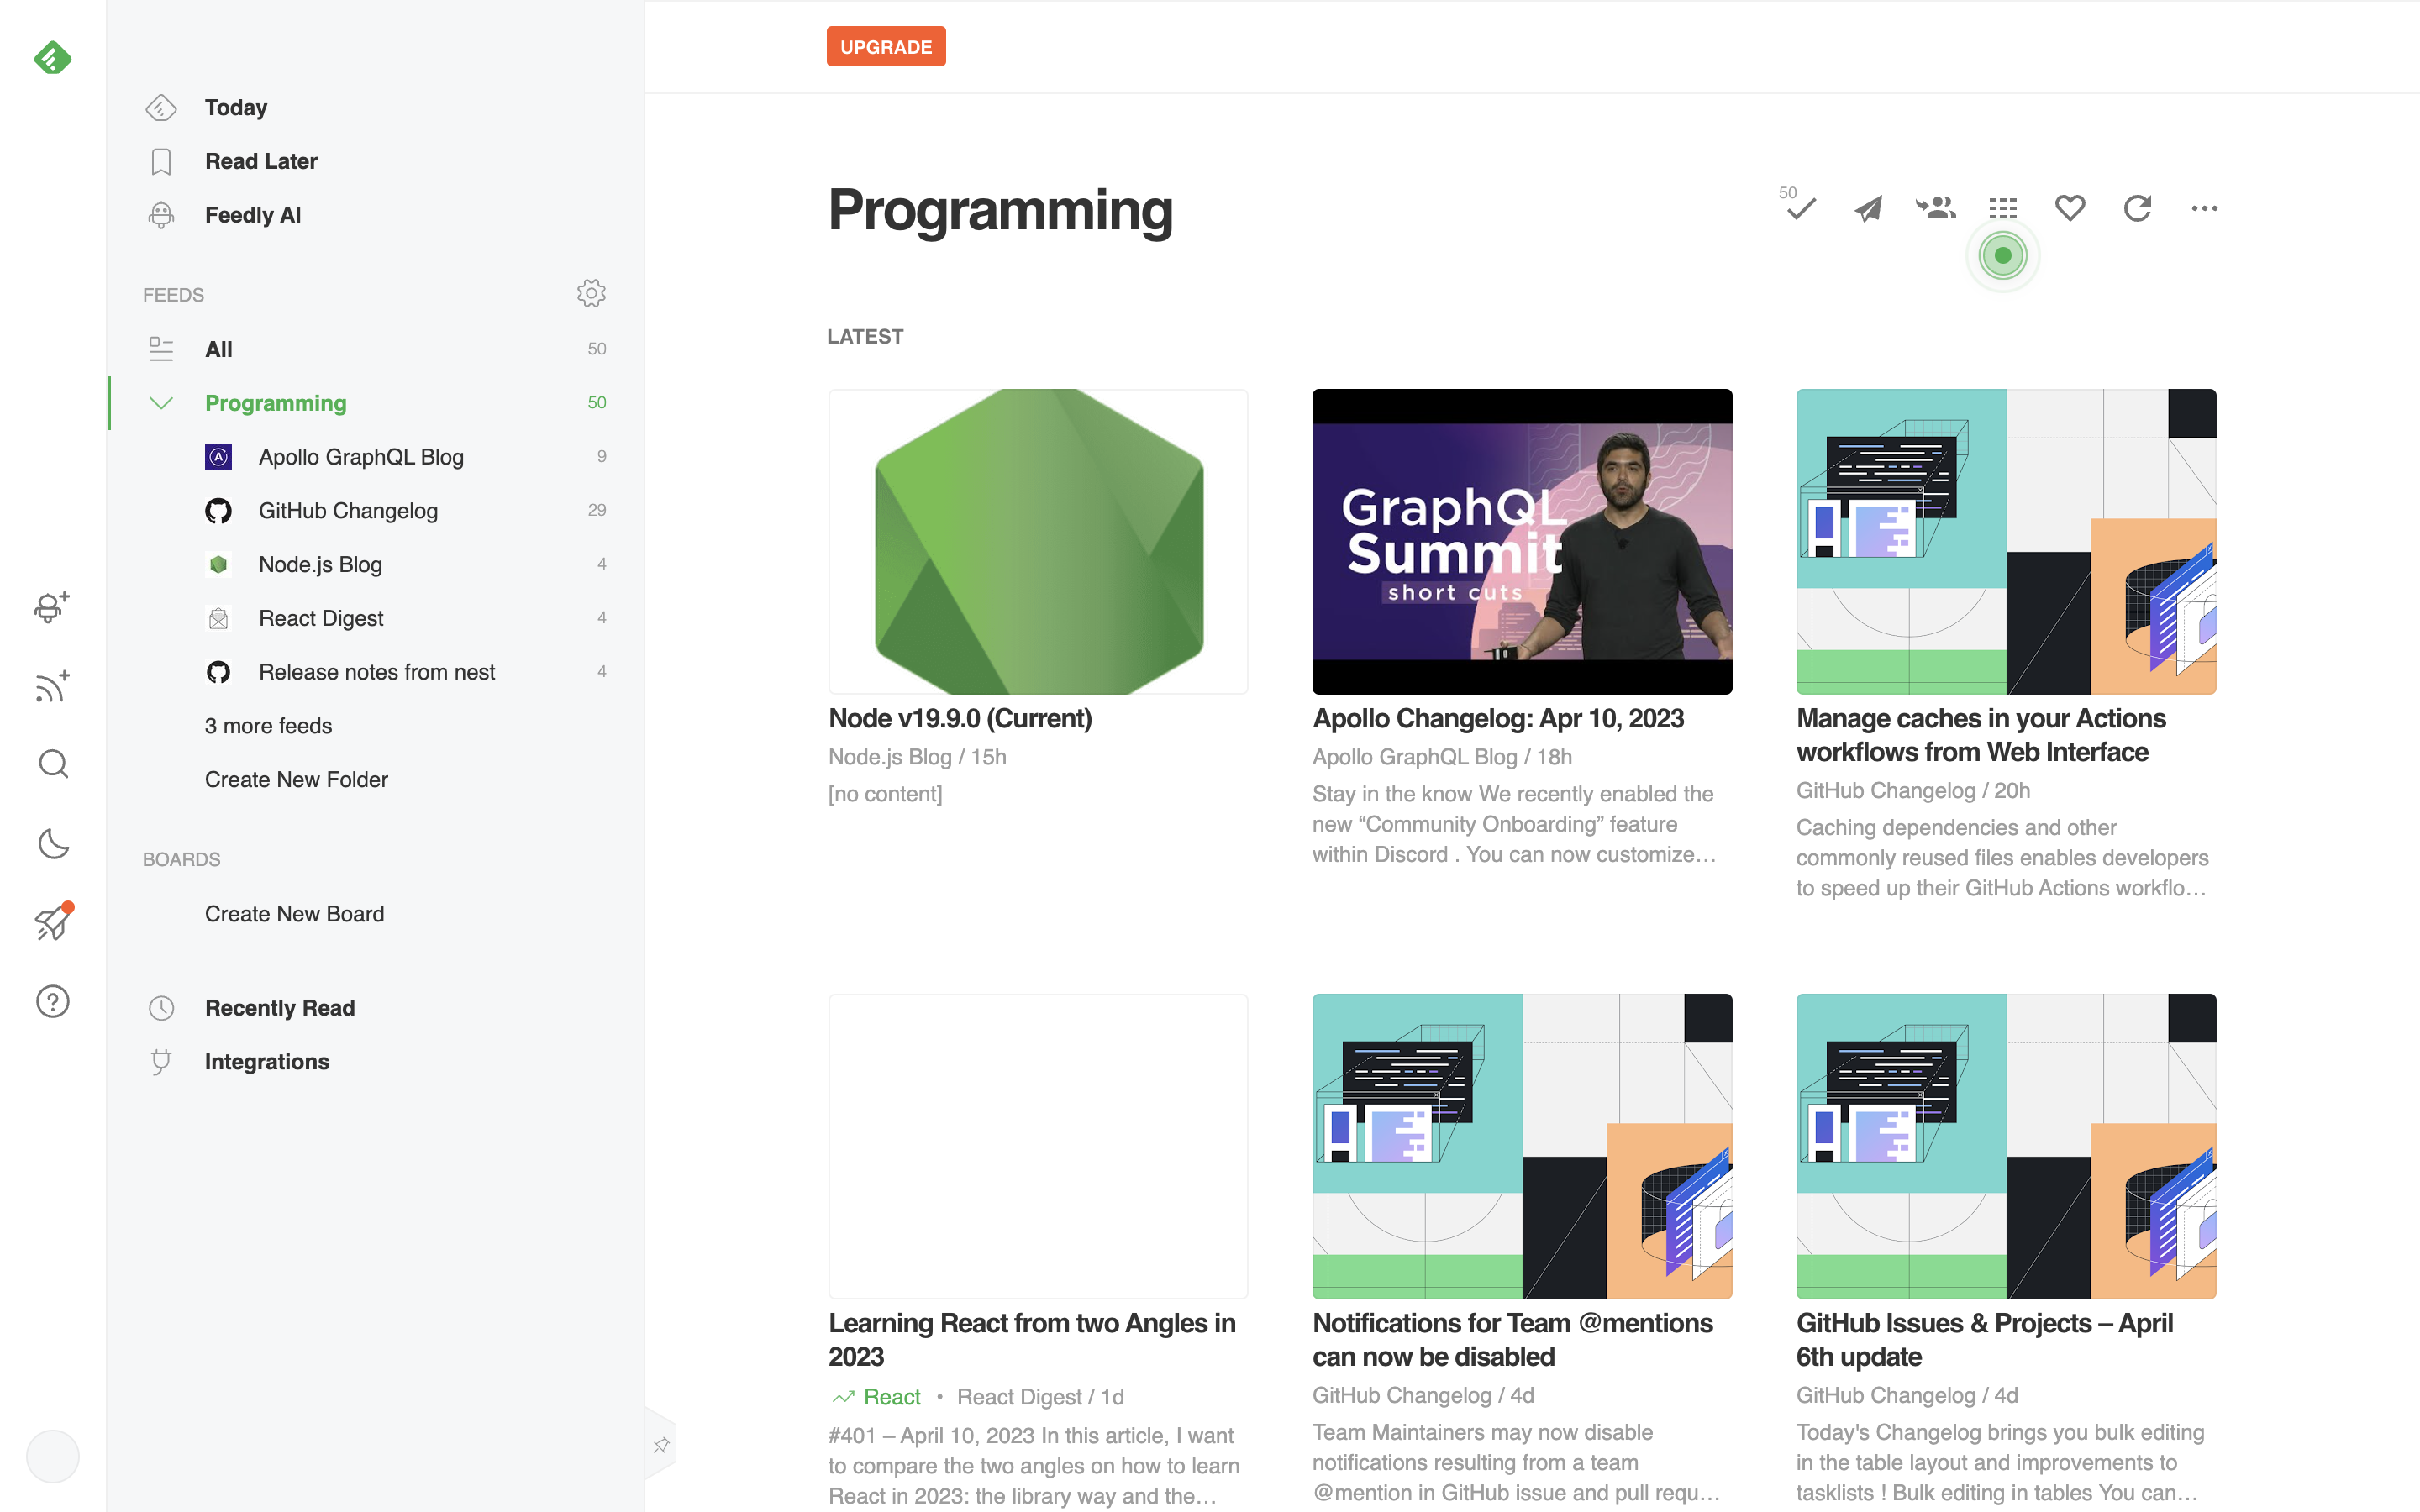 UPGRADE
Today
Read Later
Feedly AI
FEEDS
All 50
Programming 50
Apollo GraphQL Blog 9
GitHub Changelog 29
Node.js Blog 4
React Digest 4
Release notes from nest 4
3 more feeds
Create New Folder
BOARDS
Create New Board
Recently Read
Integrations
Programming
50
LATEST
Node v19.9.0 (Current)
Node.js Blog / 15h
[no content]
GraphQL
Summit
short cuts
Apollo Changelog: Apr 10, 2023
Apollo GraphQL Blog / 18h
Stay in the know We recently enabled the
new “Community Onboarding” feature
within Discord . You can now customize…
Manage caches in your Actions
workflows from Web Interface
GitHub Changelog / 20h
Caching dependencies and other
commonly reused files enables developers
to speed up their GitHub Actions workflo…
Learning React from two Angles in
2023
React • React Digest / 1d
#401 – April 10, 2023 In this article, I want
to compare the two angles on how to learn
React in 2023: the library way and the…
Notifications for Team @mentions
can now be disabled
GitHub Changelog / 4d
Team Maintainers may now disable
notifications resulting from a team
@mention in GitHub issue and pull requ…
GitHub Issues & Projects – April
6th update
GitHub Changelog / 4d
Today's Changelog brings you bulk editing
in the table layout and improvements to
tasklists ! Bulk editing in tables You can…